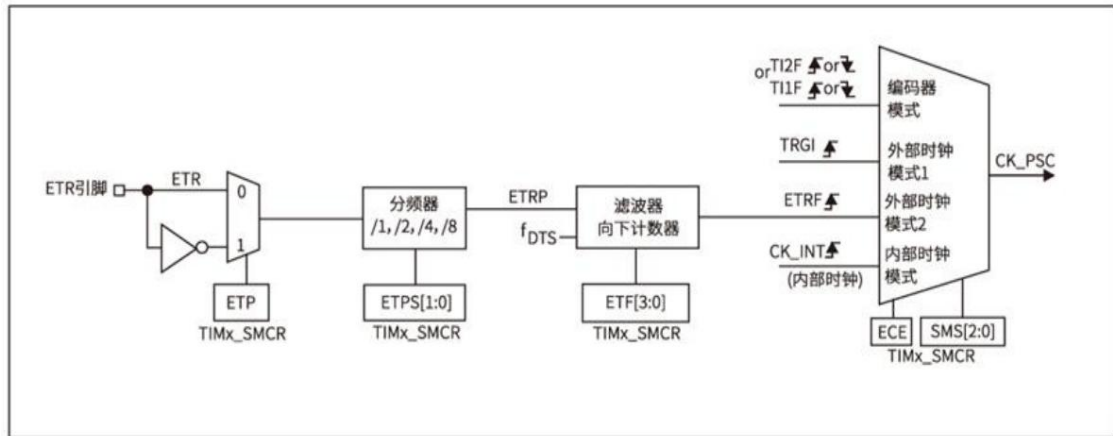 orTI2F or
TI1F or
编码器
模式
TRGI
外部时钟
模式1
CK_PSC
ETR引脚
ETR
0
1
分频器
/1, /2, /4, /8
ETRP
fDTS
滤波器
向下计数器
ETRF
外部时钟
模式2
CK_INT
(内部时钟)
内部时钟
模式
ETP
TIMx_SMCR
ETPS[1:0]
TIMx_SMCR
ETF[3:0]
TIMx_SMCR
ECE
SMS[2:0]
TIMx_SMCR